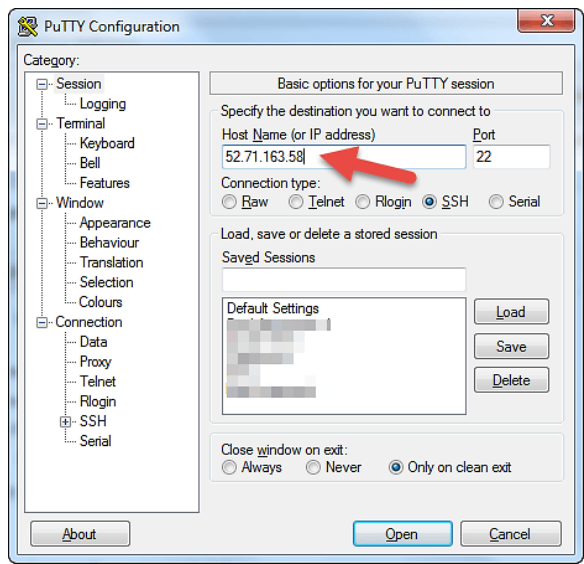 PuTTY Configuration
Category:
Session
Logging
Terminal
Keyboard
Bell
Features
Window
Appearance
Behaviour
Translation
Selection
Colours
Connection
Data
Proxy
Telnet
Rlogin
SSH
Serial
Basic options for your PuTTY session
Specify the destination you want to connect to
Host Name (or IP address) Port
52.71.163.58 22
Connection type:
Raw Telnet Rlogin SSH Serial
Load, save or delete a stored session
Saved Sessions
Default Settings
Load
Save
Delete
Close window on exit:
Always Never Only on clean exit
About Open Cancel